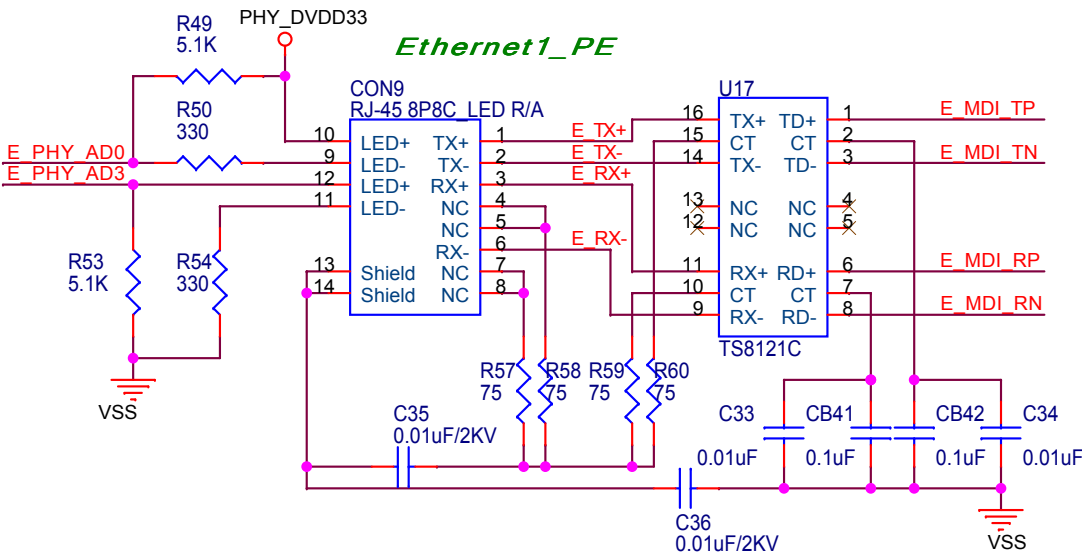 PHY_DVDD33
R49
5.1K
Ethernet1_PE
R50
330
CON9
RJ-45 8P8C_LED R/A
10 LED+ TX+ 1
9 LED- TX- 2
12 LED+ RX+ 3
11 LED- NC 4
NC 5
RX- 6
13 Shield NC 7
14 Shield NC 8
E_PHY_AD0
E_PHY_AD3
E_TX+
E_TX-
E_RX+
E_RX-
U17
16 TX+ TD+ 1
15 CT CT 2
14 TX- TD- 3
13 NC NC 4
12 NC NC 5
11 RX+ RD+ 6
10 CT CT 7
9 RX- RD- 8
TS8121C
E_MDI_TP
E_MDI_TN
E_MDI_RP
E_MDI_RN
R53
5.1K
R54
330
VSS
R57
75
R58
75
R59
75
R60
75
C35
0.01uF/2KV
C36
0.01uF/2KV
C33
0.01uF
CB41
0.1uF
CB42
0.1uF
C34
0.01uF
VSS